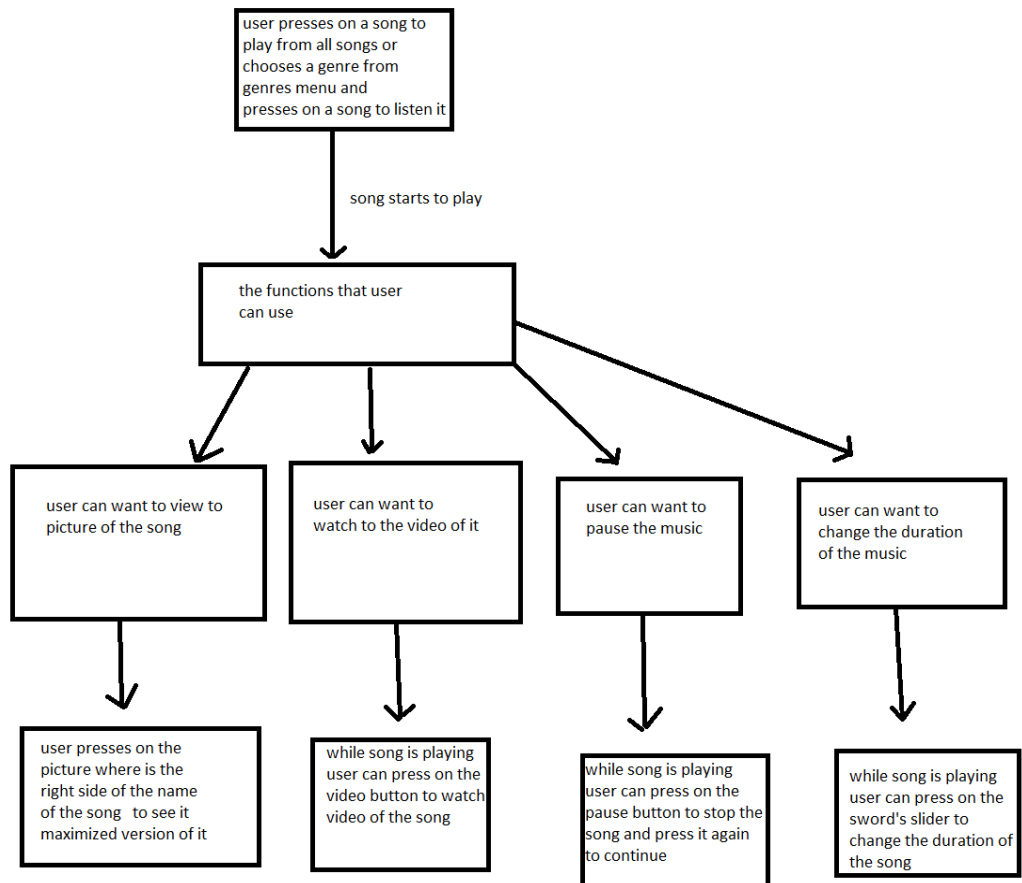 user presses on a song to
play from all songs or
chooses a genre from
genres menu and
presses on a song to listen it
song starts to play
the functions that user
can use
user can want to view to
picture of the song
user can want to
watch to the video of it
user can want to
pause the music
user can want to
change the duration
of the music
user presses on the
picture where is the
right side of the name
of the song to see it
maximized version of it
while song is playing
user can press on the
video button to watch
video of the song
while song is playing
user can press on the
pause button to stop the
song and press it again
to continue
while song is playing
user can press on the
sword's slider to
change the duration of
the song